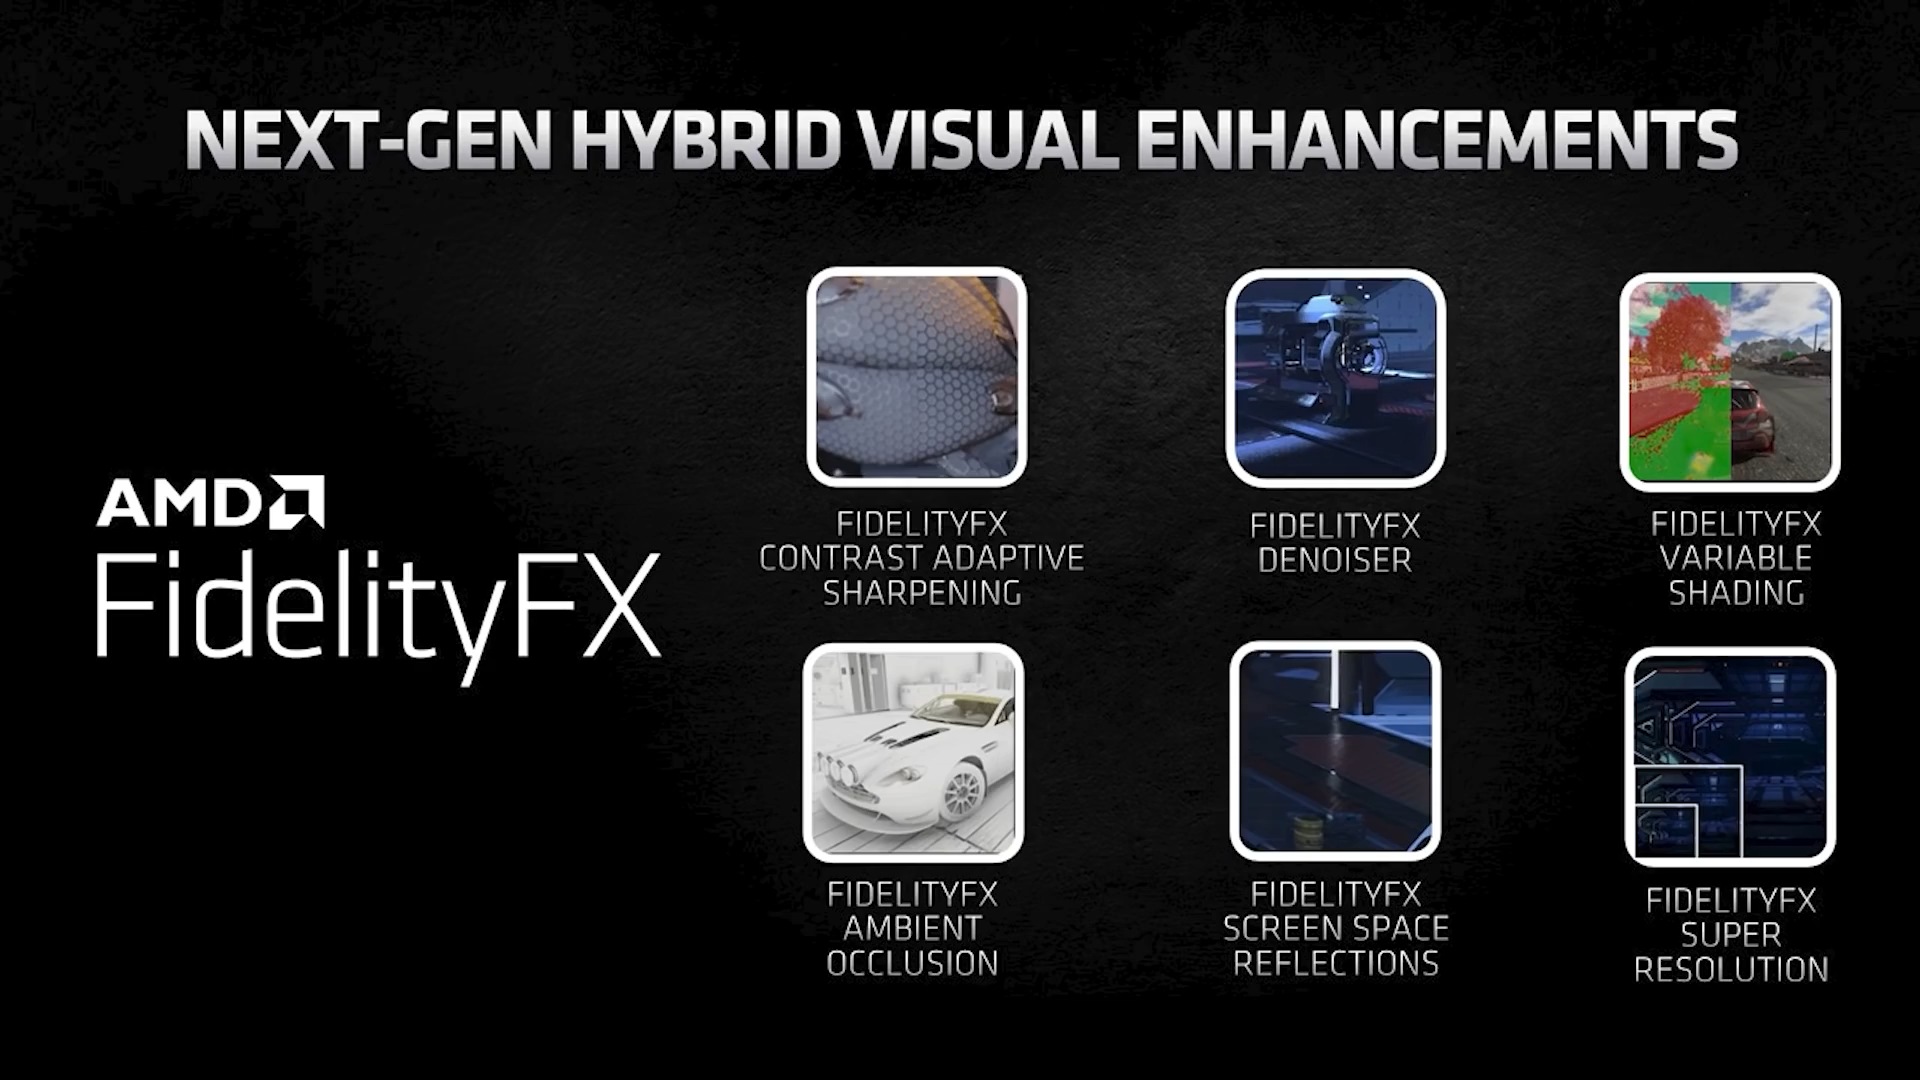 NEXT-GEN HYBRID VISUAL ENHANCEMENTS
AMD
FidelityFX
FIDELITYFX
CONTRAST ADAPTIVE
SHARPENING
FIDELITYFX
DENOISER
FIDELITYFX
VARIABLE
SHADING
FIDELITYFX
AMBIENT
OCCLUSION
FIDELITYFX
SCREEN SPACE
REFLECTIONS
FIDELITYFX
SUPER
RESOLUTION